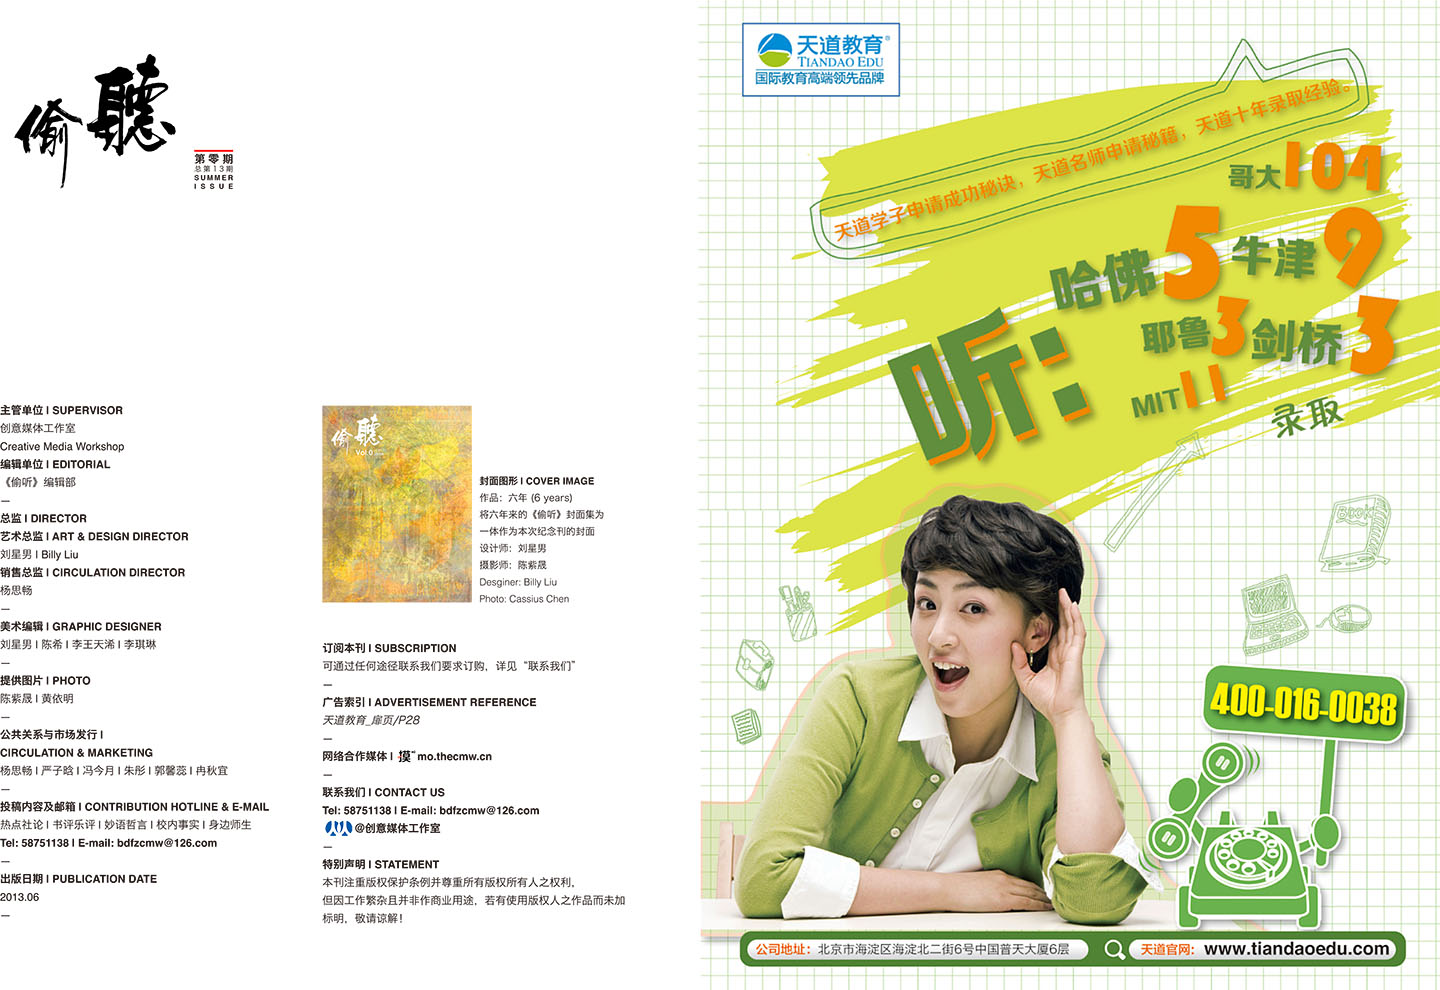 偷聽
第零期
总第13期
SUMMER
ISSUE
主管单位 I SUPERVISOR
创意媒体工作室
Creative Media Workshop
编辑单位 I EDITORIAL
《偷听》编辑部
—
总监 I DIRECTOR
艺术总监 I ART & DESIGN DIRECTOR
刘星男 I Billy Liu
销售总监 I CIRCULATION DIRECTOR
杨思畅
—
美术编辑 I GRAPHIC DESIGNER
刘星男 I 陈希 I 李王天浠 I 李琪琳
—
提供图片 I PHOTO
陈紫晟 I 黄依明
—
公共关系与市场发行 I
CIRCULATION & MARKETING
杨思畅 I 严子晗 I 冯今月 I 朱彤 I 郭馨蕊 I 冉秋宜
—
投稿内容及邮箱 I CONTRIBUTION HOTLINE & E-MAIL
热点社论 I 书评乐评 I 妙语哲言 I 校内事实 I 身边师生
Tel: 58751138 I E-mail: bdfzcmw@126.com
—
出版日期 I PUBLICATION DATE
2013.06
—
偷聽
Vol.0
封面图形 I COVER IMAGE
作品：六年 (6 years)
将六年来的《偷听》封面集为
一体作为本次纪念刊的封面
设计师：刘星男
摄影师：陈紫晟
Desginer: Billy Liu
Photo: Cassius Chen
订阅本刊 I SUBSCRIPTION
可通过任何途径联系我们要求订购，详见“联系我们”
—
广告索引 I ADVERTISEMENT REFERENCE
天道教育_扉页/P28
—
网络合作媒体 I 摸 mo.thecmw.cn
—
联系我们 I CONTACT US
Tel: 58751138 I E-mail: bdfzcmw@126.com
@创意媒体工作室
—
特别声明 I STATEMENT
本刊注重版权保护条例并尊重所有版权所有人之权利，
但因工作繁杂且并非作商业用途，若有使用版权人之作品而未加
标明，敬请谅解！
天道教育®
TIANDAO EDU
国际教育高端领先品牌
天道学子申请成功秘诀，天道名师申请秘籍，天道十年录取经验。
哥大104
哈佛5牛津9
听：
耶鲁3剑桥3
MIT11
录取
Book
400-016-0038
公司地址：北京市海淀区海淀北二街6号中国普天大厦6层
天道官网：www.tiandaoedu.com